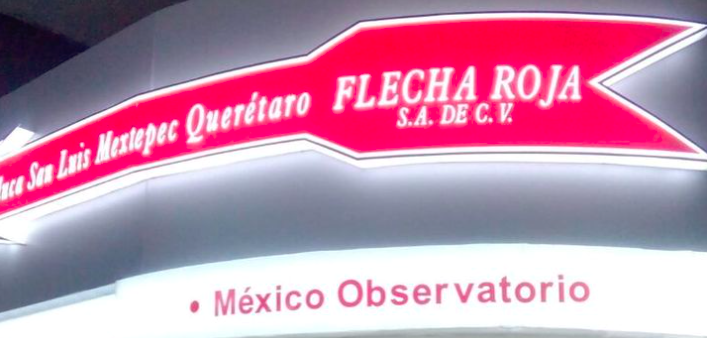 San Luis Mextepec Querétaro FLECHA ROJA
S.A. DE C.V.
• México Observatorio